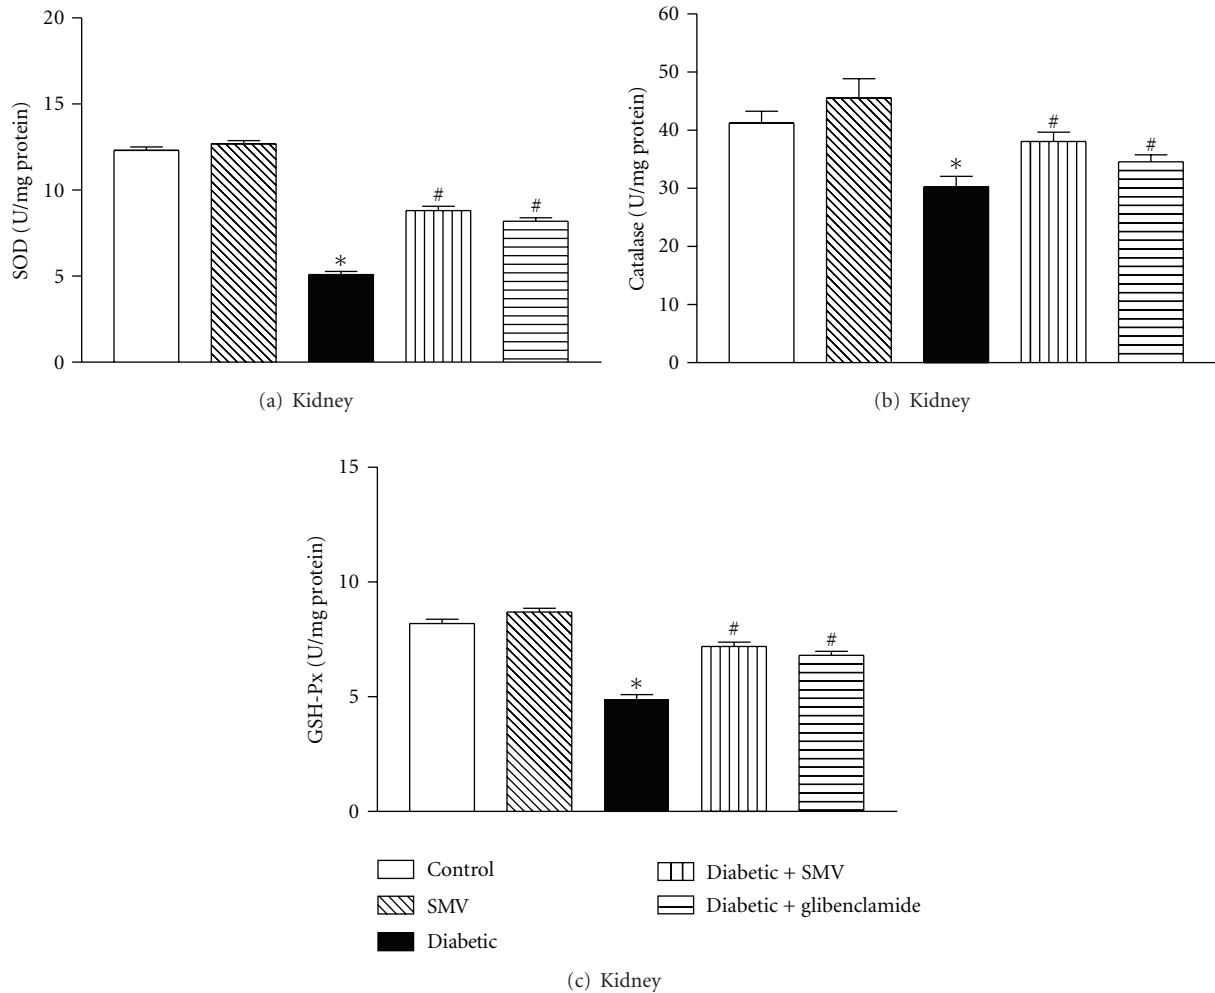 20
15
10
5
0
SOD (U/mg protein)
*
#
#
(a) Kidney
60
50
40
30
20
10
0
Catalase (U/mg protein)
*
#
#
(b) Kidney
15
10
5
0
GSH-Px (U/mg protein)
*
#
#
Control
SMV
Diabetic
Diabetic + SMV
Diabetic + glibenclamide
(c) Kidney